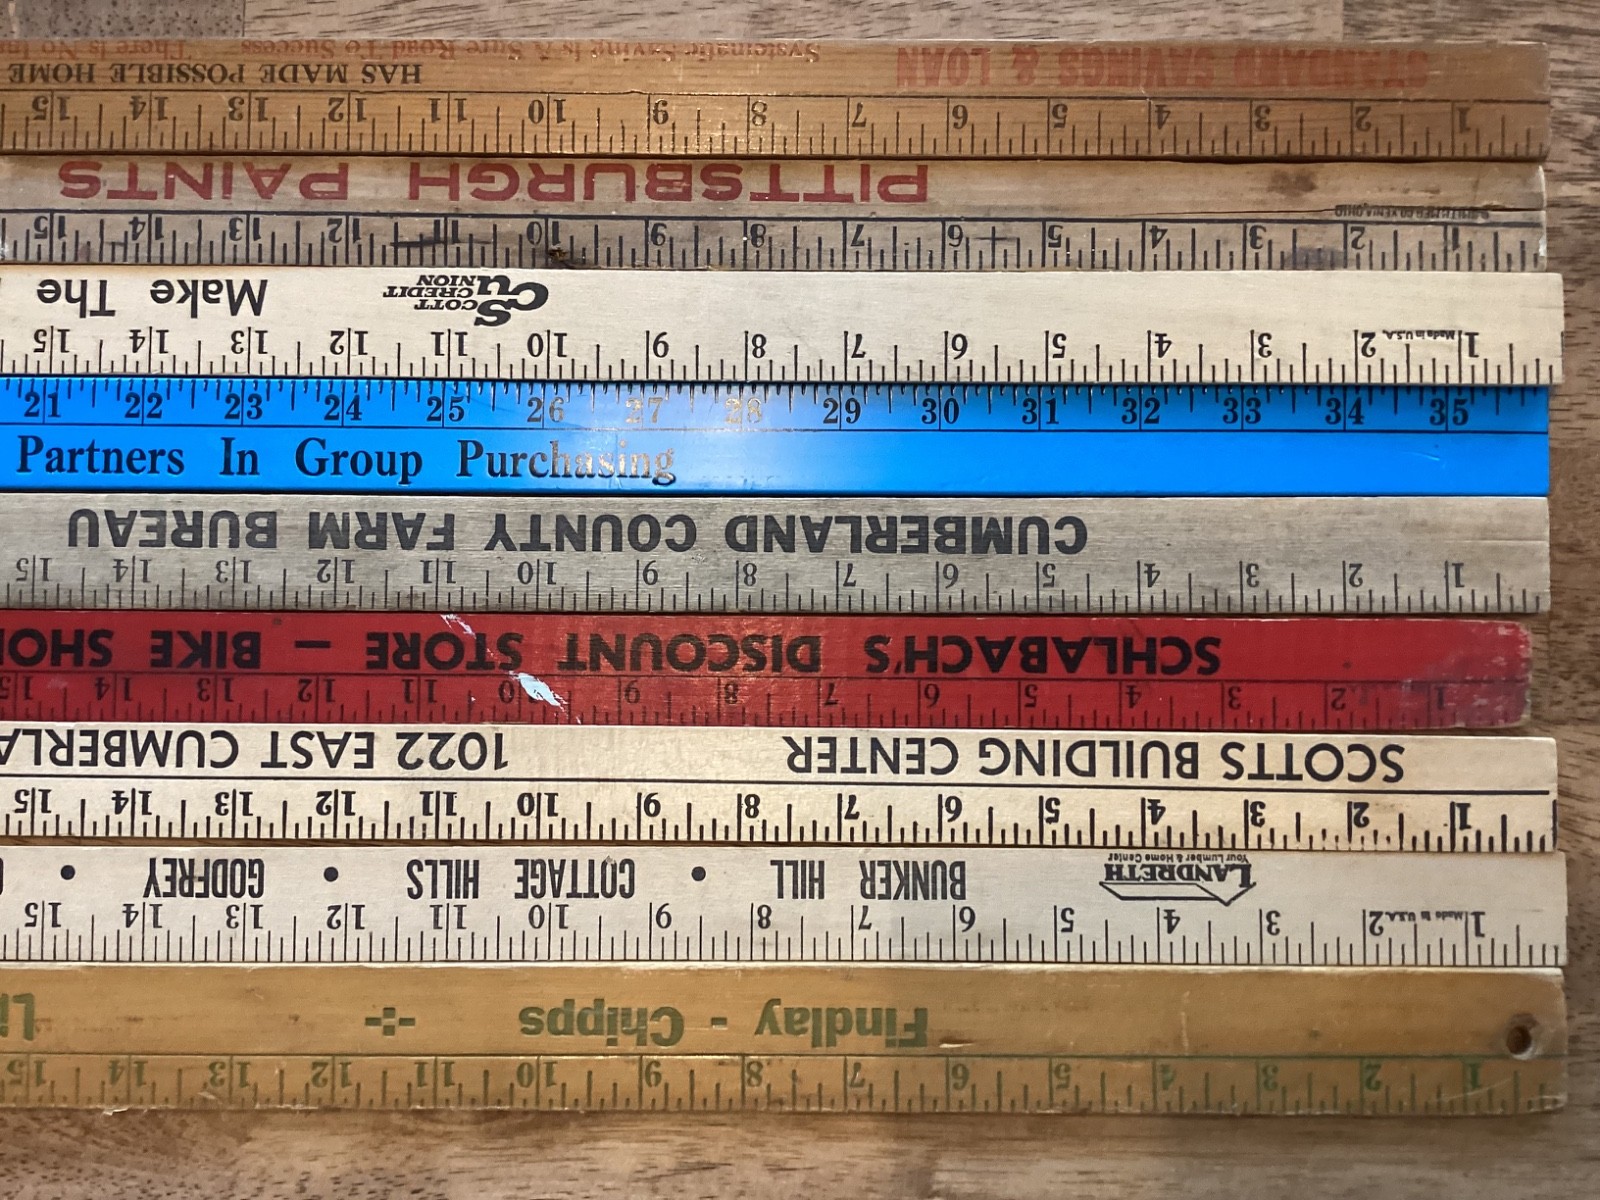 STANDARD SAVINGS & LOAN Systematic Saving Is A Sure Road To Success There Is No
HAS MADE POSSIBLE HOME
1 2 3 4 5 6 7 8 9 10 11 12 13 14 15
PITTSBURGH PAINTS
1 2 3 4 5 6 7 8 9 10 11 12 13 14 15
SCOTT CREDIT UNION Make The
1 Made in U.S.A. 2 3 4 5 6 7 8 9 10 11 12 13 14 15
21 22 23 24 25 26 27 28 29 30 31 32 33 34 35
Partners In Group Purchasing
CUMBERLAND COUNTY FARM BUREAU
1 2 3 4 5 6 7 8 9 10 11 12 13 14 15
SCHLABACH'S DISCOUNT STORE — BIKE SHO
1 2 3 4 5 6 7 8 9 10 11 12 13 14 15
SCOTTS BUILDING CENTER 1022 EAST CUMBERLA
1 2 3 4 5 6 7 8 9 10 11 12 13 14 15
LANDRETH Your Lumber & Home Center BUNKER HILL • COTTAGE HILLS • GODFREY •
1 Made in U.S.A. 2 3 4 5 6 7 8 9 10 11 12 13 14 15
Findlay - Chipps -:- Li
1 2 3 4 5 6 7 8 9 10 11 12 13 14 15